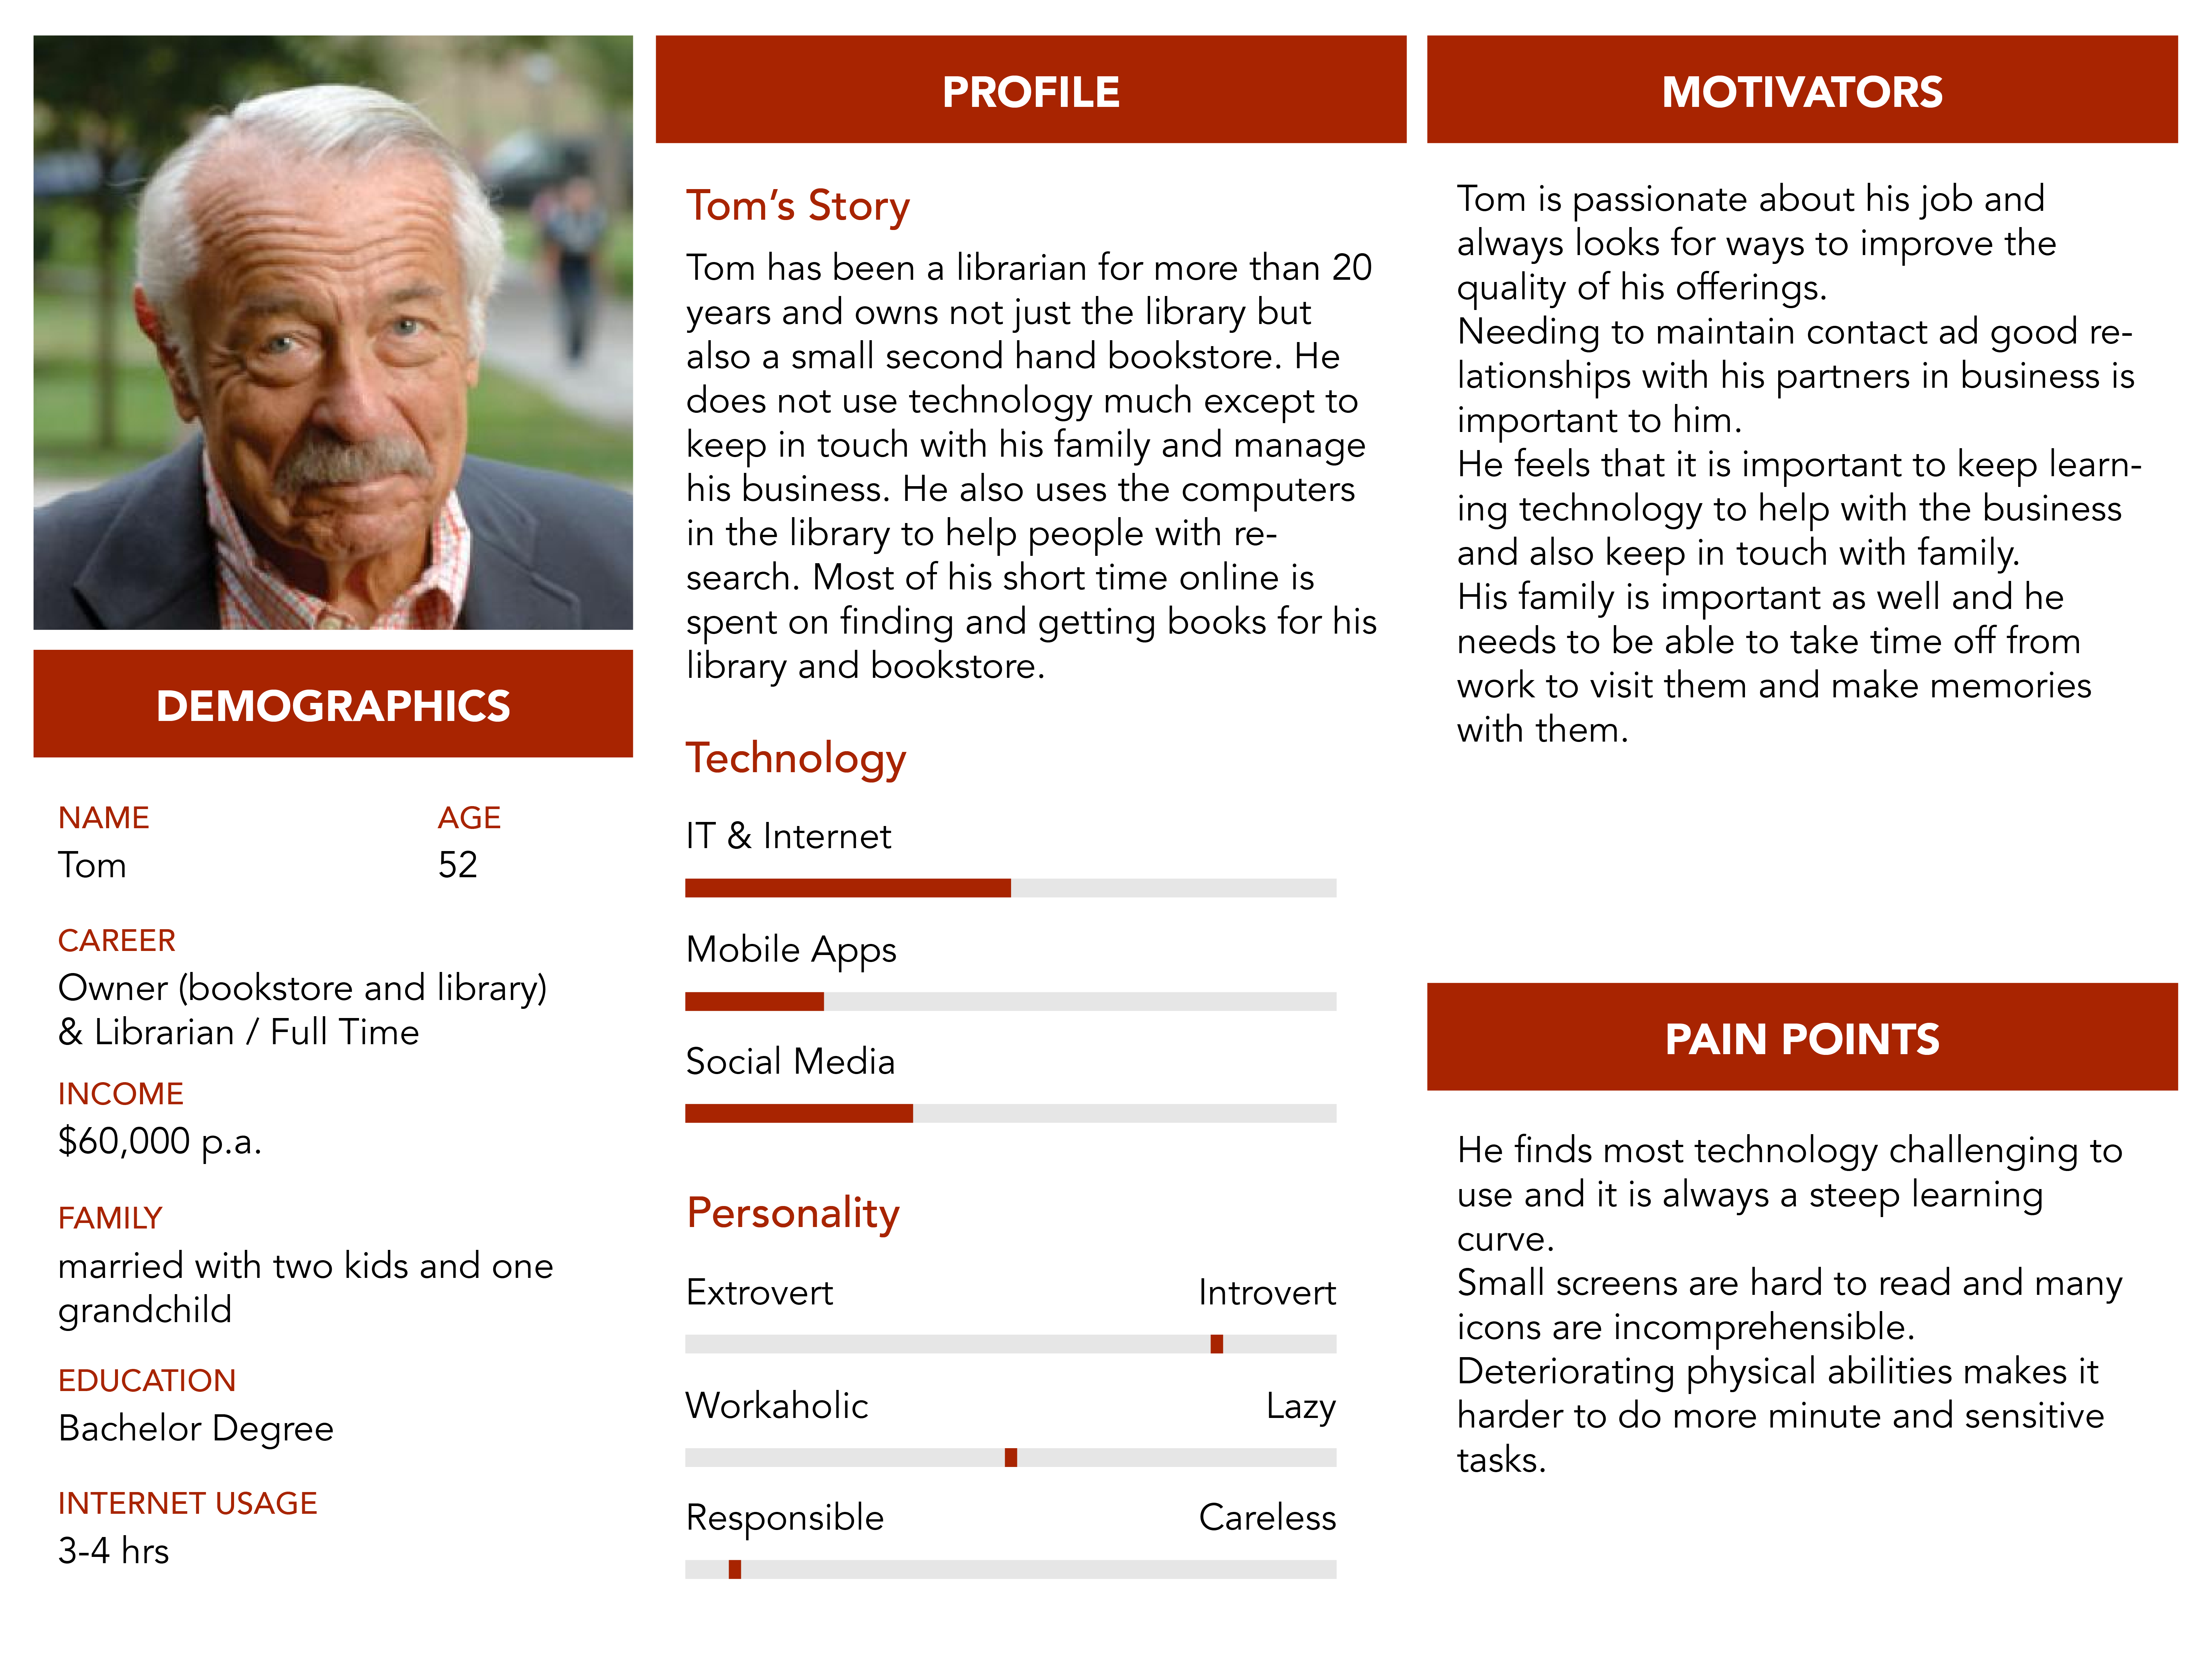 DEMOGRAPHICS
NAME
AGE
Tom
52
CAREER
Owner (bookstore and library)
& Librarian / Full Time
INCOME
$60,000 p.a.
FAMILY
married with two kids and one
grandchild
EDUCATION
Bachelor Degree
INTERNET USAGE
3-4 hrs
PROFILE
Tom’s Story
Tom has been a librarian for more than 20
years and owns not just the library but
also a small second hand bookstore. He
does not use technology much except to
keep in touch with his family and manage
his business. He also uses the computers
in the library to help people with re-
search. Most of his short time online is
spent on finding and getting books for his
library and bookstore.
Technology
IT & Internet
Mobile Apps
Social Media
Personality
Extrovert
Introvert
Workaholic
Lazy
Responsible
Careless
MOTIVATORS
Tom is passionate about his job and
always looks for ways to improve the
quality of his offerings.
Needing to maintain contact ad good re-
lationships with his partners in business is
important to him.
He feels that it is important to keep learn-
ing technology to help with the business
and also keep in touch with family.
His family is important as well and he
needs to be able to take time off from
work to visit them and make memories
with them.
PAIN POINTS
He finds most technology challenging to
use and it is always a steep learning
curve.
Small screens are hard to read and many
icons are incomprehensible.
Deteriorating physical abilities makes it
harder to do more minute and sensitive
tasks.